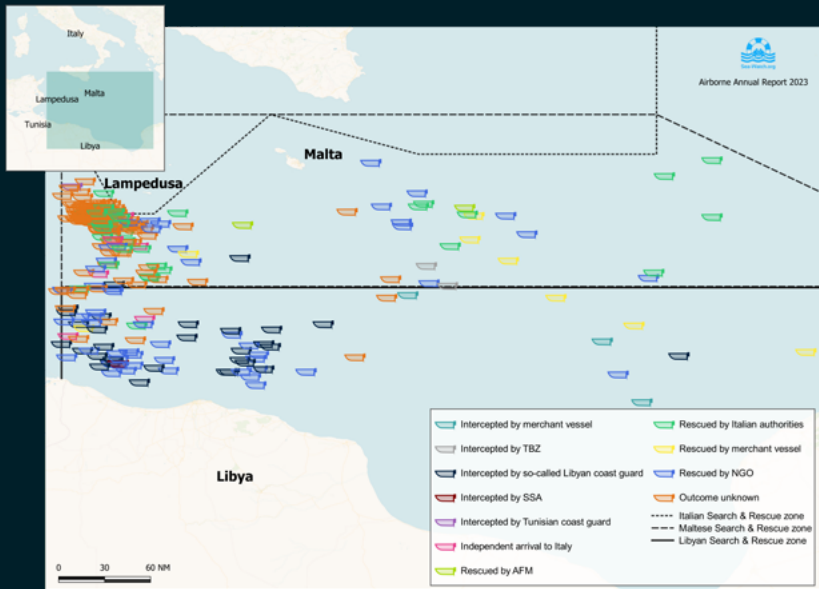 Italy
Malta
Lampedusa
Tunisia
Libya
Sea-Watch.org
Airborne Annual Report 2023
Malta
Lampedusa
Libya
Intercepted by merchant vessel
Intercepted by TBZ
Intercepted by so-called Libyan coast guard
Intercepted by SSA
Intercepted by Tunisian coast guard
Independent arrival to Italy
Rescued by AFM
Rescued by Italian authorities
Rescued by merchant vessel
Rescued by NGO
Outcome unknown
Italian Search & Rescue zone
Maltese Search & Rescue zone
Libyan Search & Rescue zone
0 30 60 NM